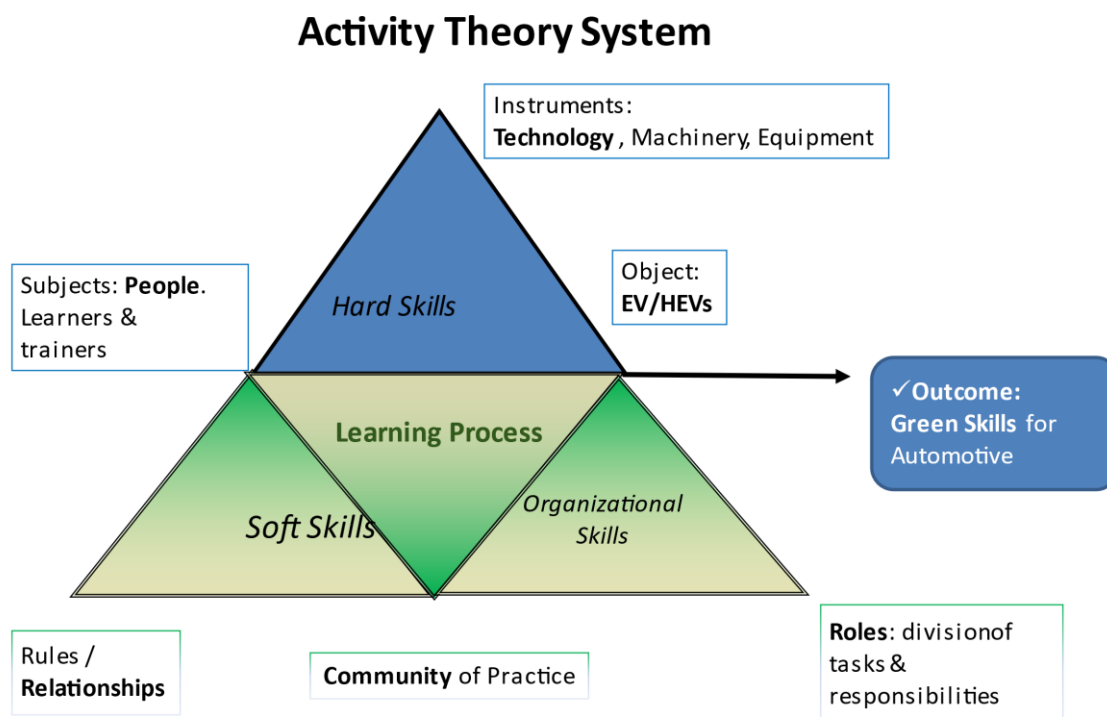 Activity Theory System
Instruments:
Technology , Machinery, Equipment
Subjects: People.
Learners &
trainers
Object:
EV/HEVs
Hard Skills
✓Outcome:
Green Skills for
Automotive
Learning Process
Soft Skills
Organizational
Skills
Rules /
Relationships
Community of Practice
Roles: divisionof
tasks &
responsibilities